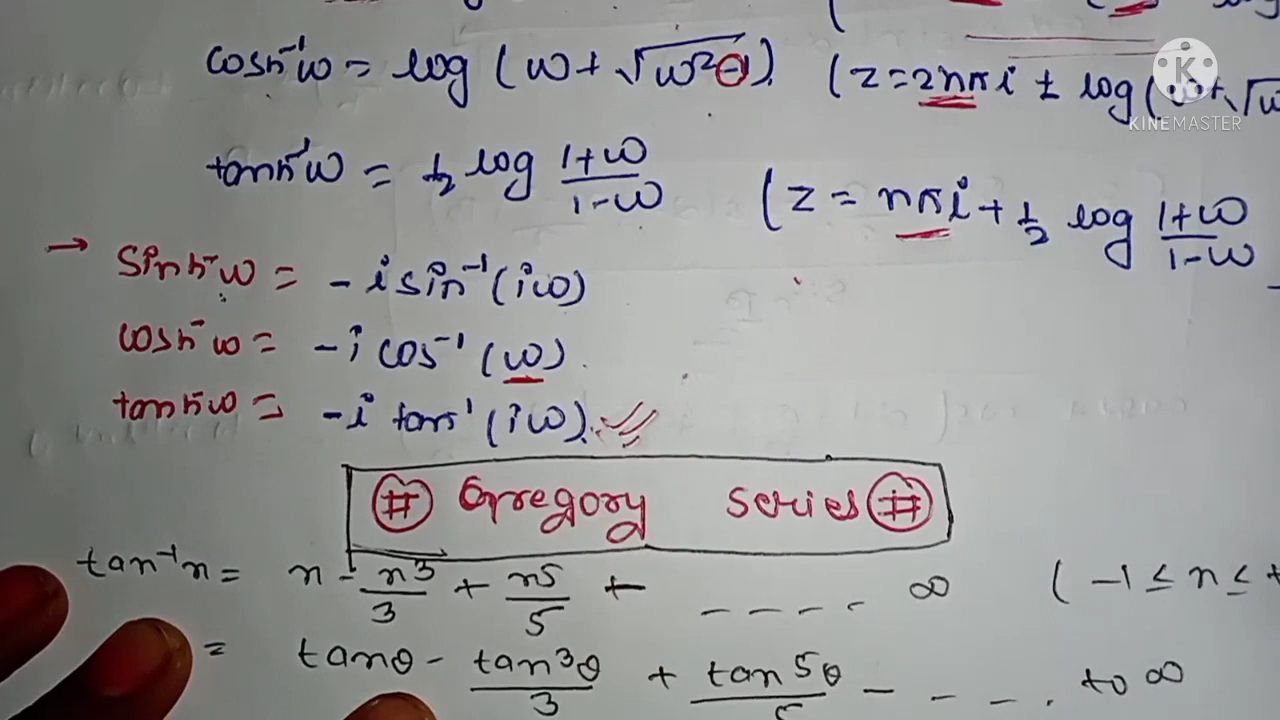 cosh⁻¹w = log (w + √w²-1) (z = 2nπi ± log(w+√w
KINEMASTER
tanh⁻¹w = ½ log (1+w)/(1-w) (z = nπi + ½ log (1+w)/(1-w)
→ sinh⁻¹w = -i sin⁻¹(iw)
cosh⁻¹w = -i cos⁻¹(w).
tanh⁻¹w = -i tan⁻¹(iw).
# Gregory series #
tan⁻¹x = x - x³/3 + x⁵/5 + ---- ∞ (-1 ≤ x ≤ +
= tanθ - tan³θ/3 + tan⁵θ/5 - - - . to ∞